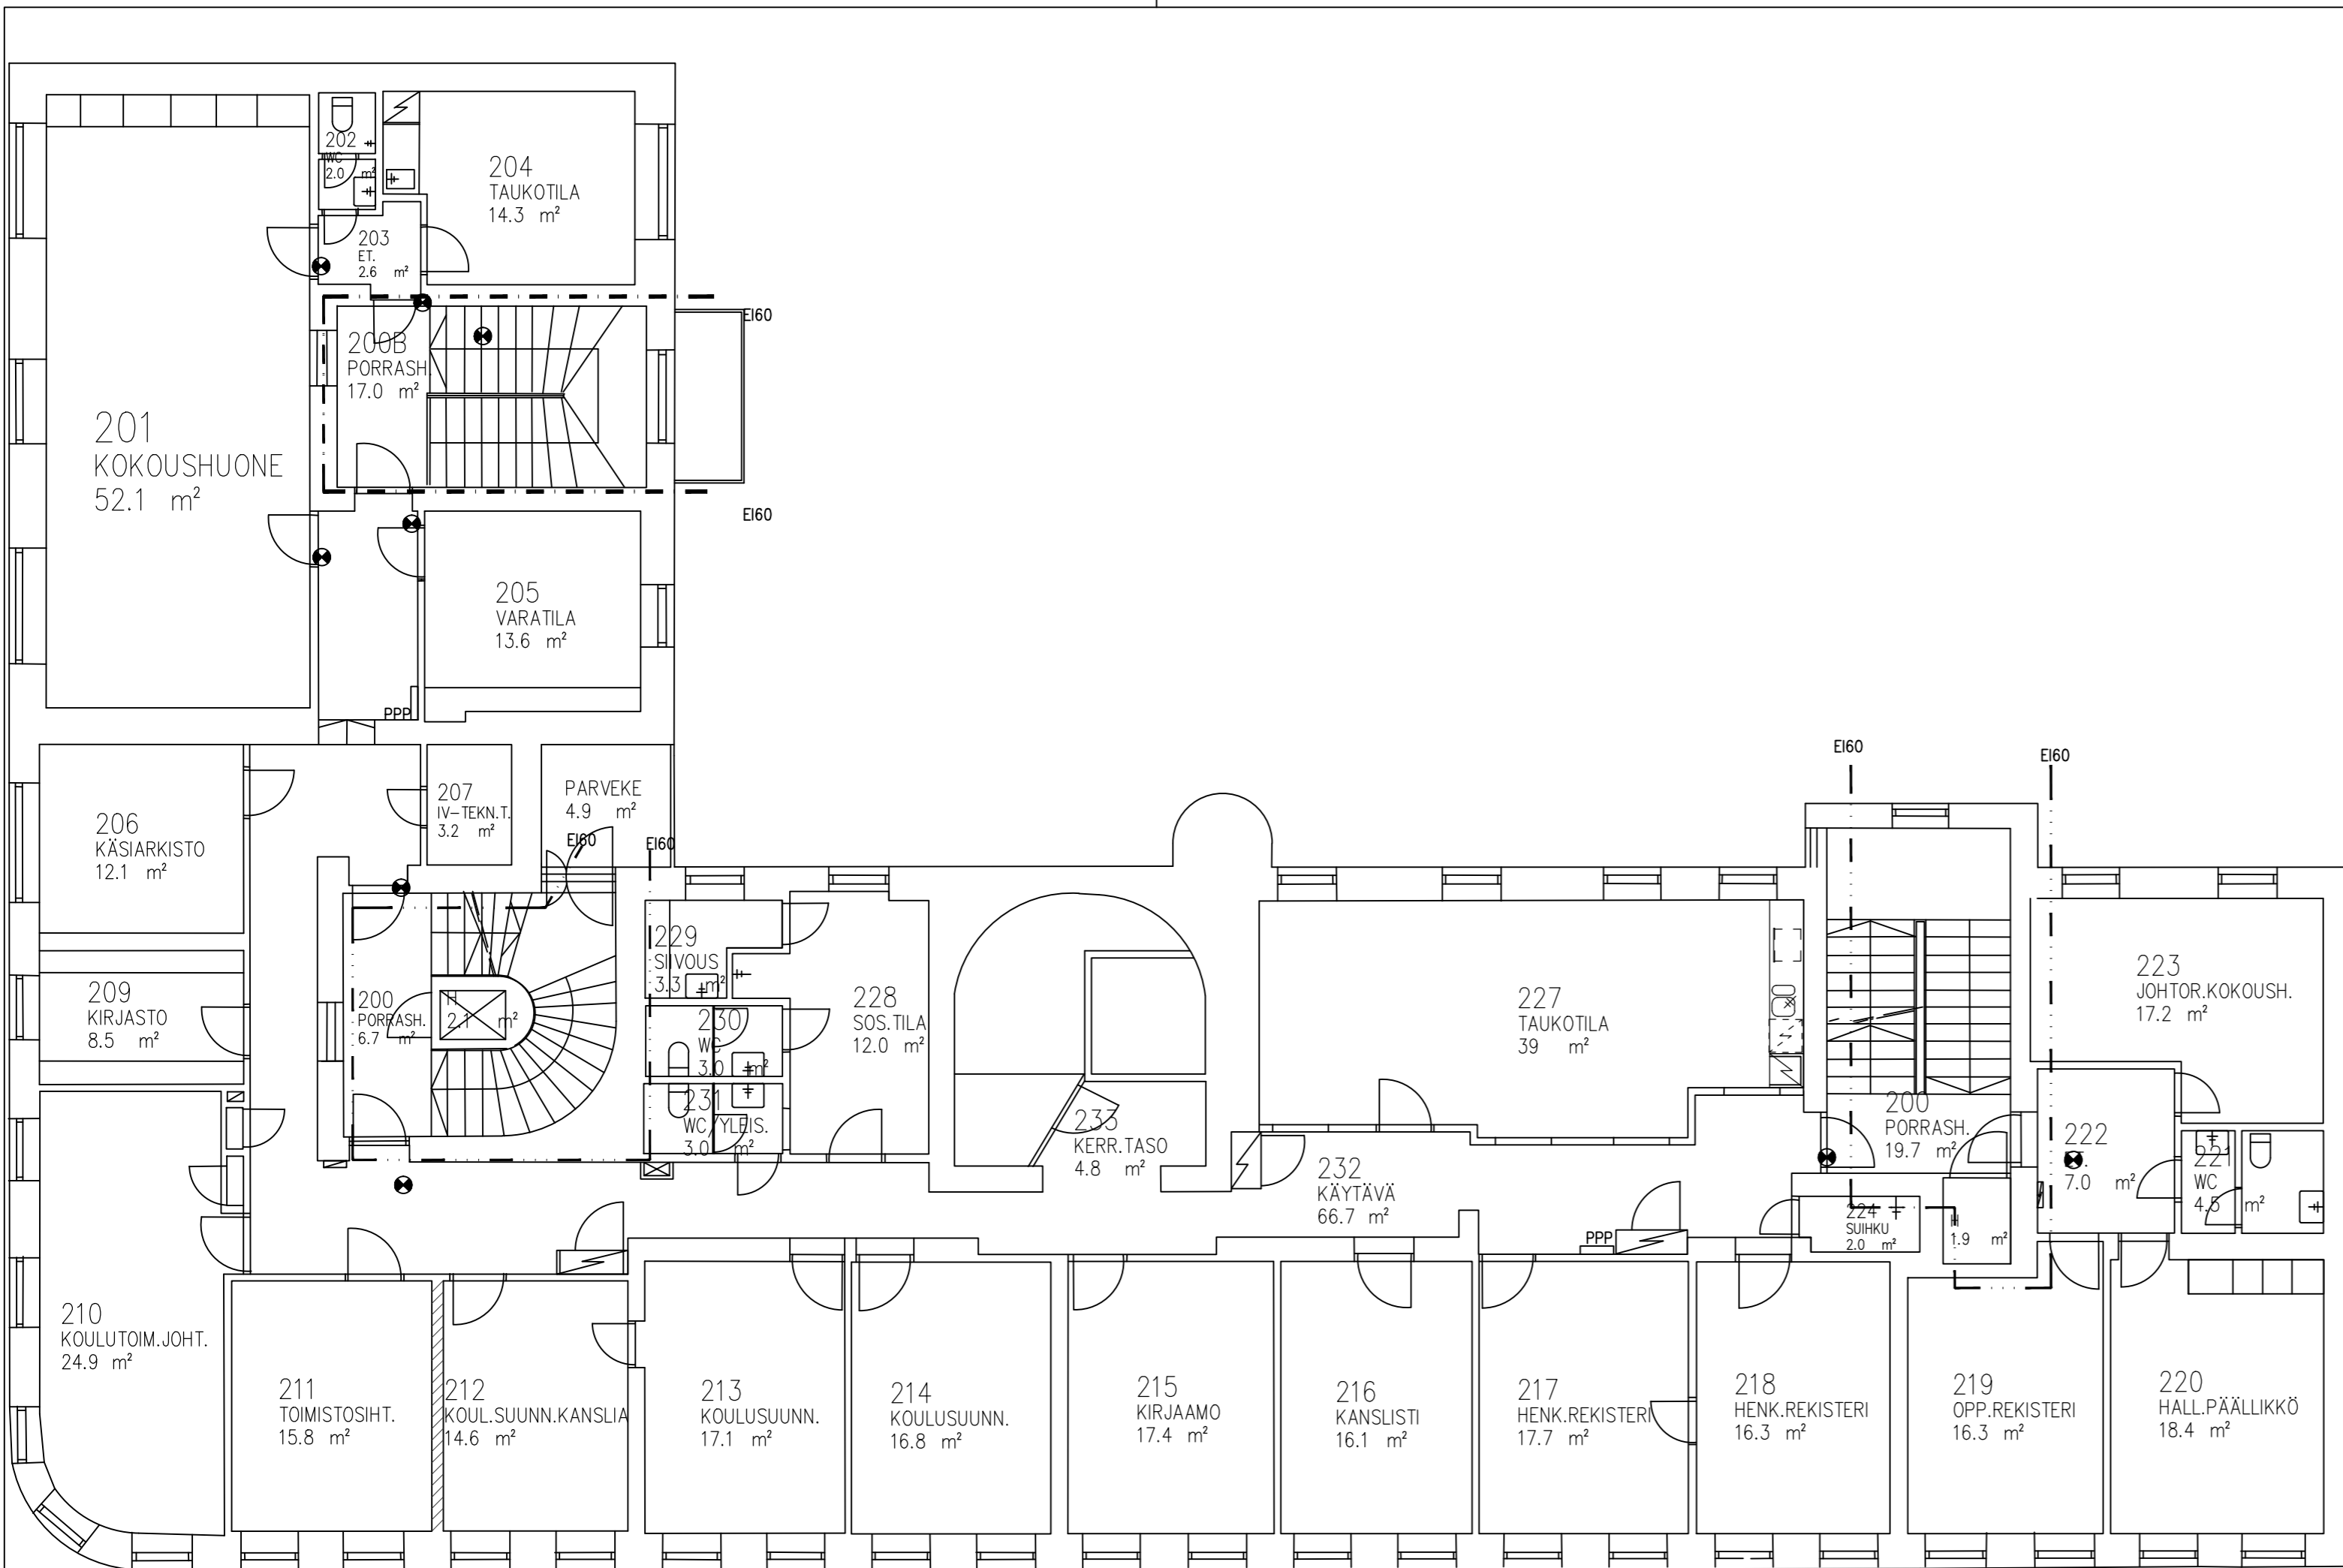 202
WC
2.0 m²
204
TAUKOTILA
14.3 m²
203
ET.
2.6 m²
EI60
200B
PORRASH.
17.0 m²
201
KOKOUSHUONE
52.1 m²
EI60
205
VARATILA
13.6 m²
PPP
206
KÄSIARKISTO
12.1 m²
207
IV-TEKN.T.
3.2 m²
PARVEKE
4.9 m²
EI60
EI60
EI60
EI60
209
KIRJASTO
8.5 m²
200
PORRASH.
6.7 m²
H
2.1 m²
229
SIIVOUS
3.3 m²
230
WC
3.0 m²
231
WC/YLEIS.
3.0 m²
228
SOS.TILA
12.0 m²
233
KERR.TASO
4.8 m²
227
TAUKOTILA
39 m²
232
KÄYTÄVÄ
66.7 m²
PPP
223
JOHTOR.KOKOUSH.
17.2 m²
200
PORRASH.
19.7 m²
222
7.0 m²
221
WC
4.5 m²
224
SUIHKU
2.0 m²
H
1.9 m²
210
KOULUTOIM.JOHT.
24.9 m²
211
TOIMISTOSIHT.
15.8 m²
212
KOUL.SUUNN.KANSLIA
14.6 m²
213
KOULUSUUNN.
17.1 m²
214
KOULUSUUNN.
16.8 m²
215
KIRJAAMO
17.4 m²
216
KANSLISTI
16.1 m²
217
HENK.REKISTERI
17.7 m²
218
HENK.REKISTERI
16.3 m²
219
OPP.REKISTERI
16.3 m²
220
HALL.PÄÄLLIKKÖ
18.4 m²